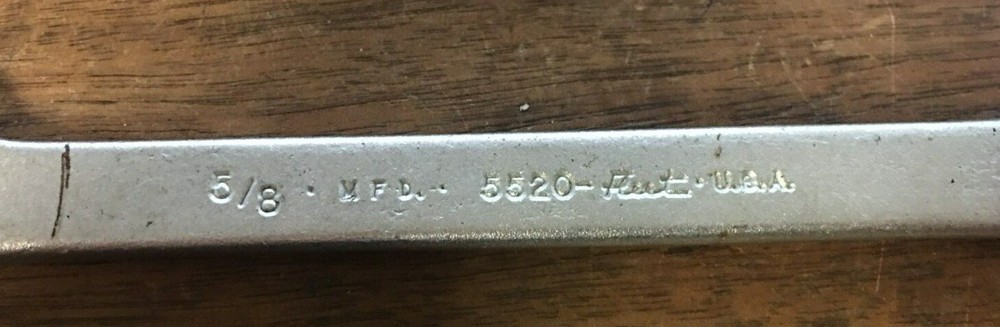 5/8 · MFD. · 5520- · U.S.A.